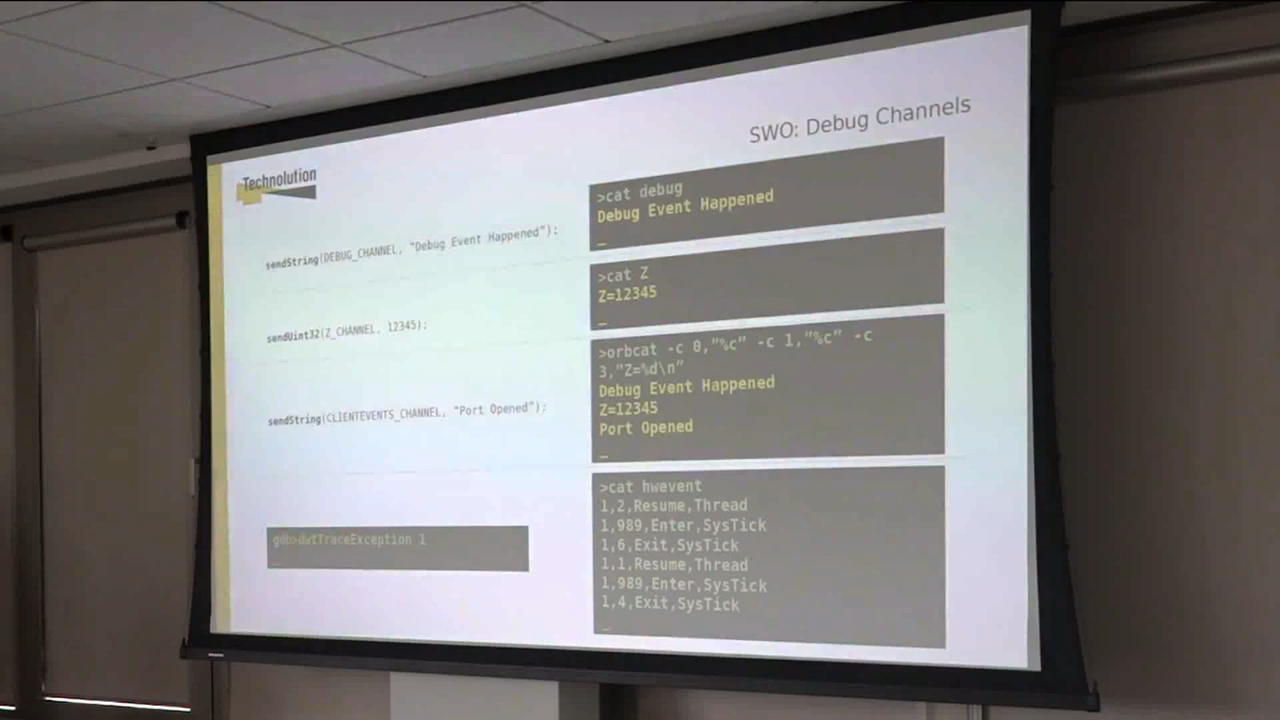 SWO: Debug Channels
Technolution
sendString(DEBUG_CHANNEL, "Debug Event Happened");
>cat debug
Debug Event Happened
_
sendUint32(Z_CHANNEL, 12345);
>cat Z
Z=12345
_
sendString(CLIENTEVENTS_CHANNEL, "Port Opened");
>orbcat -c 0,"%c" -c 1,"%c" -c
3,"Z=%d\n"
Debug Event Happened
Z=12345
Port Opened
_
gdb>dwtTraceException 1
_
>cat hwevent
1,2,Resume,Thread
1,989,Enter,SysTick
1,6,Exit,SysTick
1,1,Resume,Thread
1,989,Enter,SysTick
1,4,Exit,SysTick
_